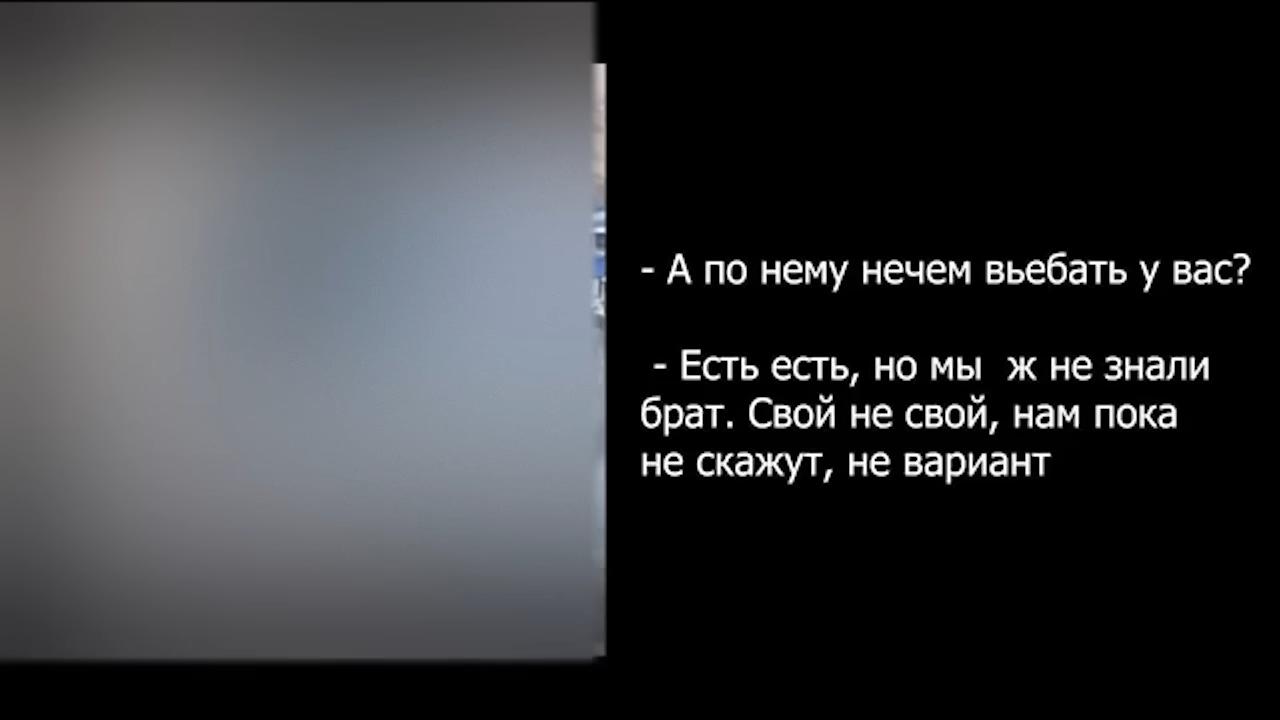 - А по нему нечем вьебать у вас?
- Есть есть, но мы ж не знали
брат. Свой не свой, нам пока
не скажут, не вариант